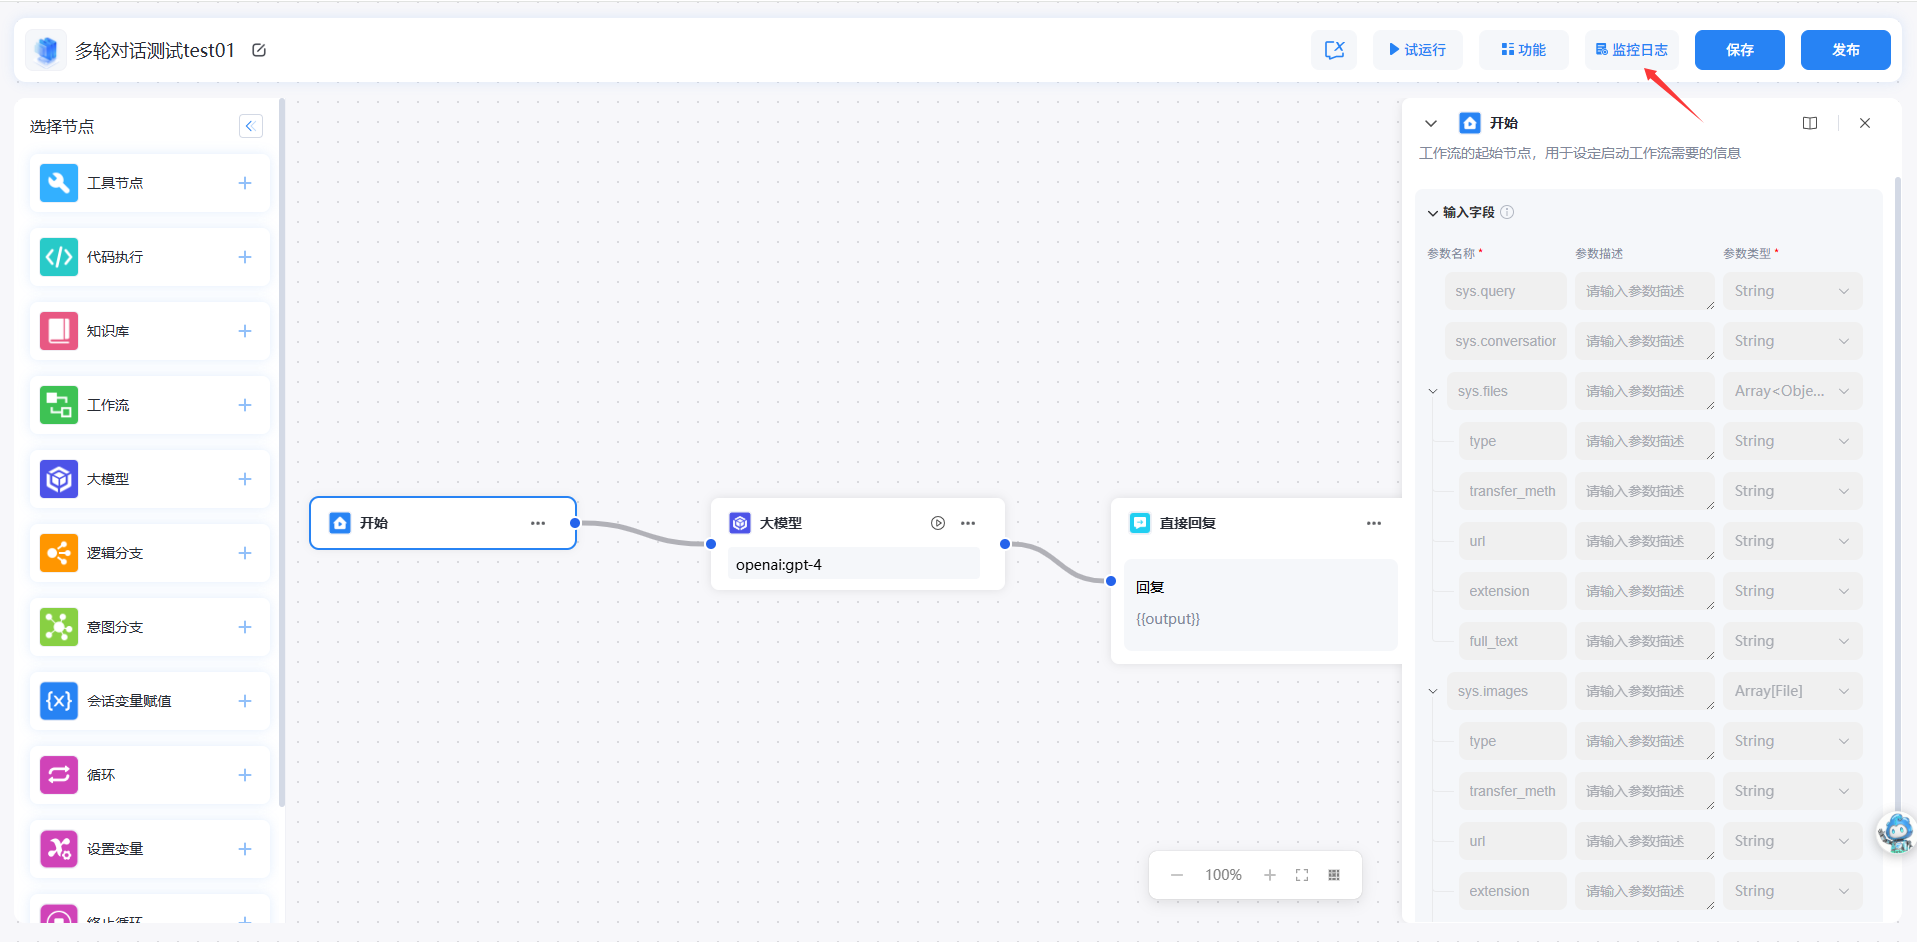 多轮对话测试test01
试运行
功能
监控日志
保存
发布
选择节点
工具节点
代码执行
知识库
工作流
大模型
逻辑分支
意图分支
会话变量赋值
循环
设置变量
终止循环
开始
大模型
openai:gpt-4
直接回复
回复
{{output}}
100%
开始
工作流的起始节点，用于设定启动工作流需要的信息
输入字段
参数名称 * 参数描述 参数类型 *
sys.query 请输入参数描述 String
sys.conversation 请输入参数描述 String
sys.files 请输入参数描述 Array<Obje...
type 请输入参数描述 String
transfer_meth 请输入参数描述 String
url 请输入参数描述 String
extension 请输入参数描述 String
full_text 请输入参数描述 String
sys.images 请输入参数描述 Array[File]
type 请输入参数描述 String
transfer_meth 请输入参数描述 String
url 请输入参数描述 String
extension 请输入参数描述 String